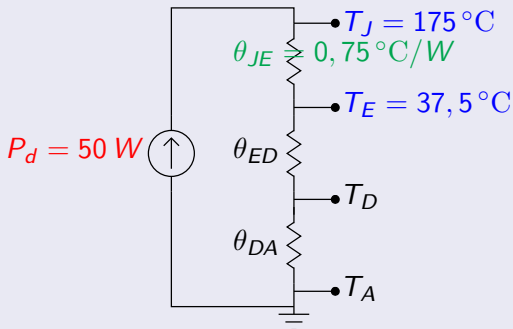 T_J = 175 °C
θ_JE = 0, 75 °C/W
T_E = 37, 5 °C
P_d = 50 W
θ_ED
T_D
θ_DA
T_A